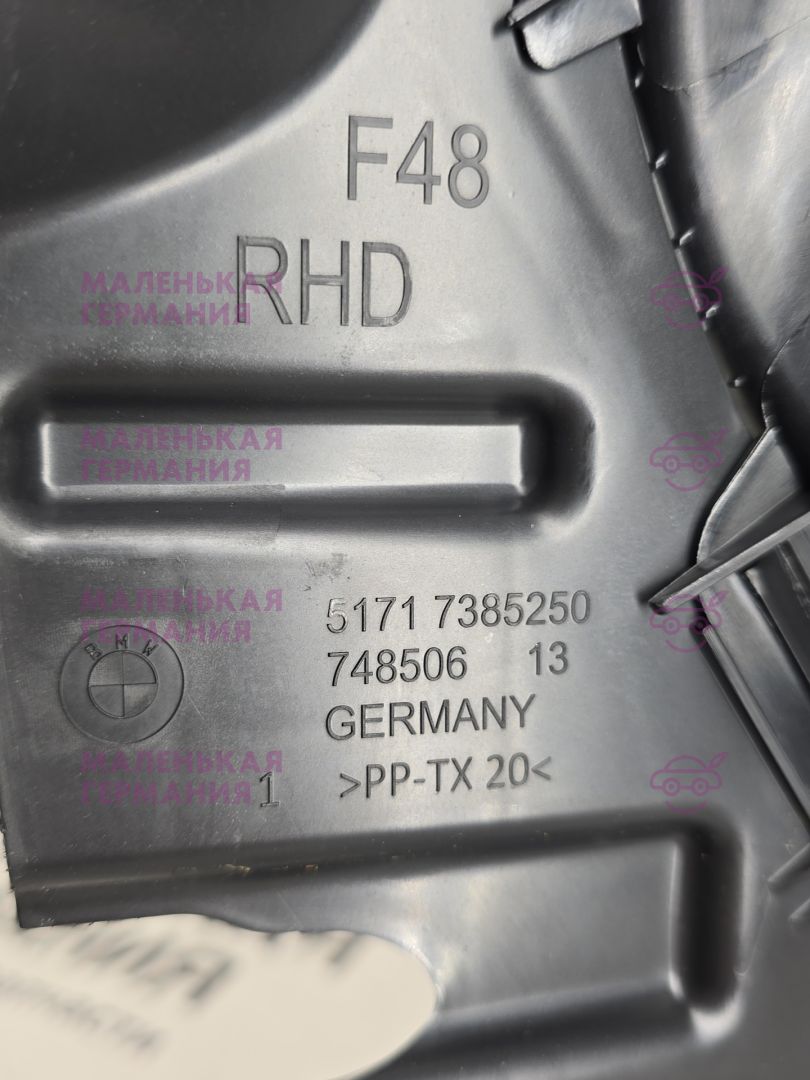 F48
RHD
МАЛЕНЬКАЯ
ГЕРМАНИЯ
МАЛЕНЬКАЯ
ГЕРМАНИЯ
МАЛЕНЬКАЯ
ГЕРМАНИЯ
5171 7385250
BMW
748506 13
GERMANY
МАЛЕНЬКАЯ
ГЕРМАНИЯ
1 >PP-TX 20<